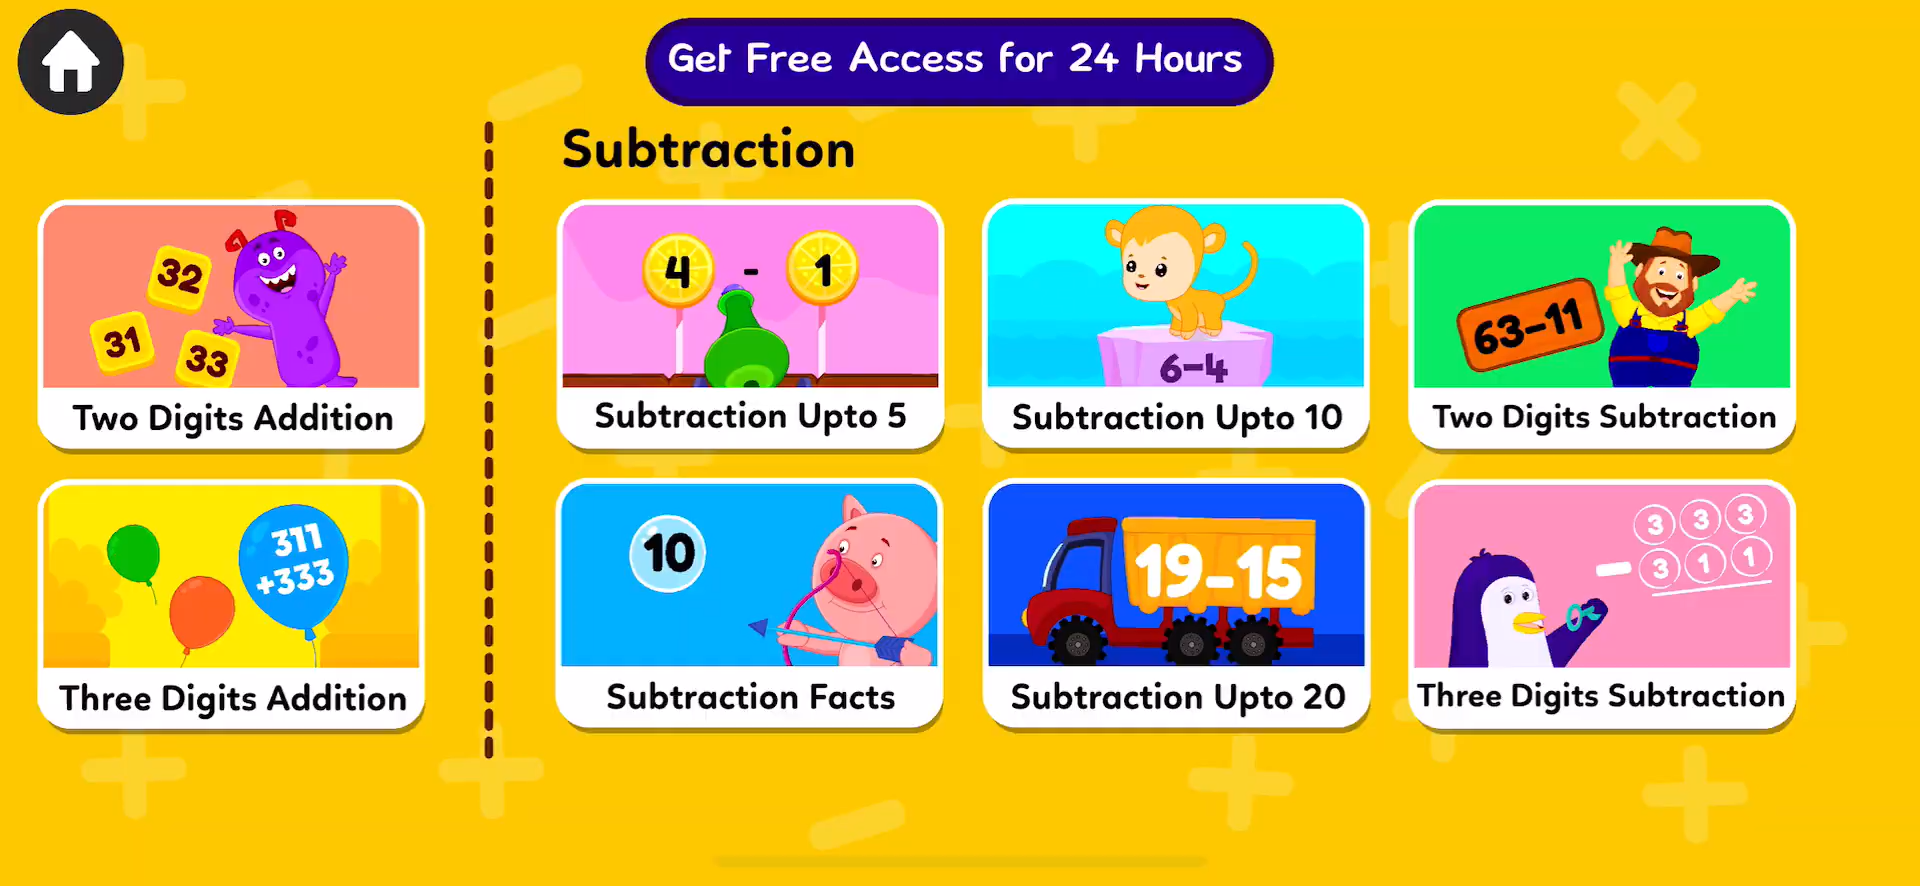 Get Free Access for 24 Hours
32
31
33
Two Digits Addition
311
+333
Three Digits Addition
Subtraction
4 - 1
Subtraction Upto 5
6-4
Subtraction Upto 10
63-11
Two Digits Subtraction
10
Subtraction Facts
19-15
Subtraction Upto 20
3 3 3
- 3 1 1
Three Digits Subtraction